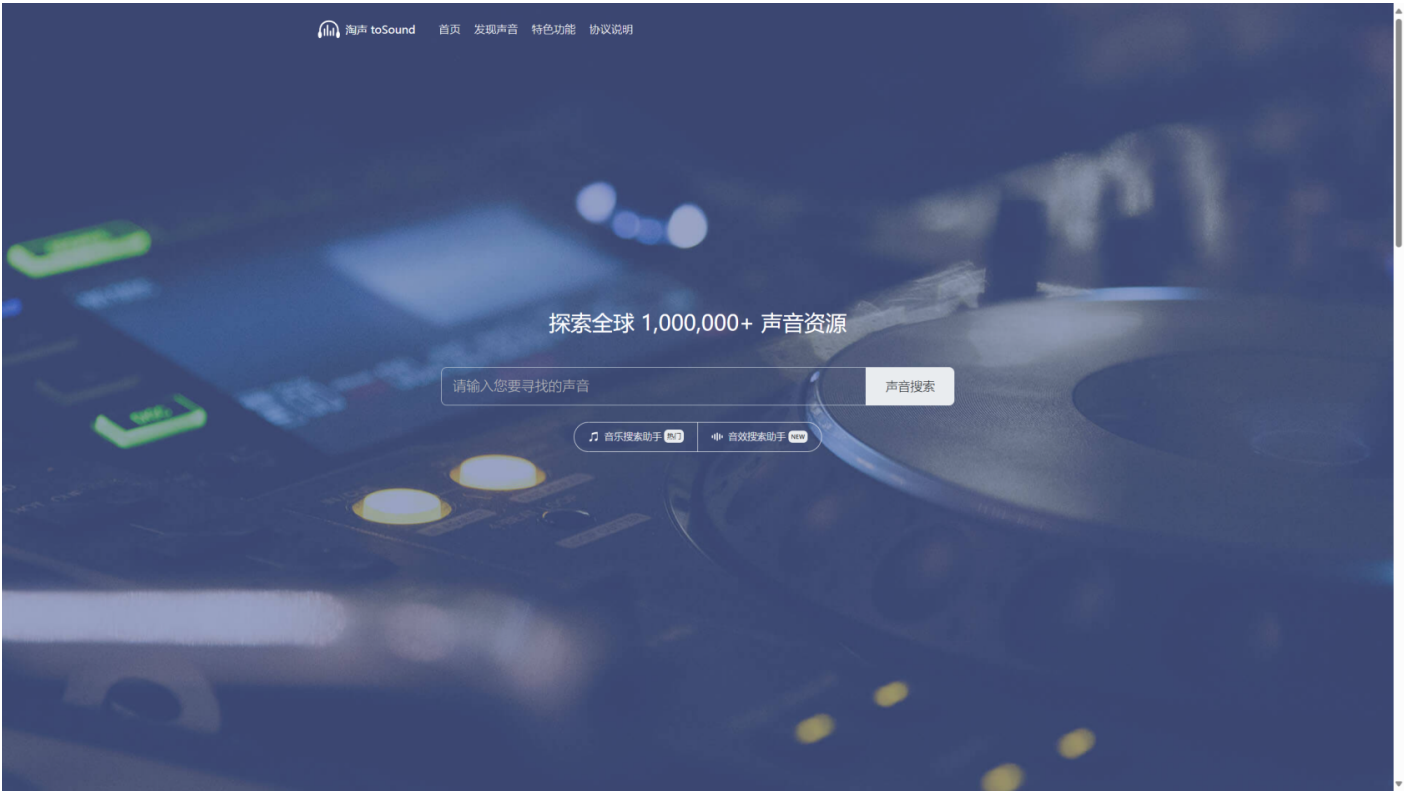 淘声 toSound 首页 发现声音 特色功能 协议说明
探索全球 1,000,000+ 声音资源
请输入您要寻找的声音 声音搜索
音乐搜索助手 热门 音效搜索助手 NEW